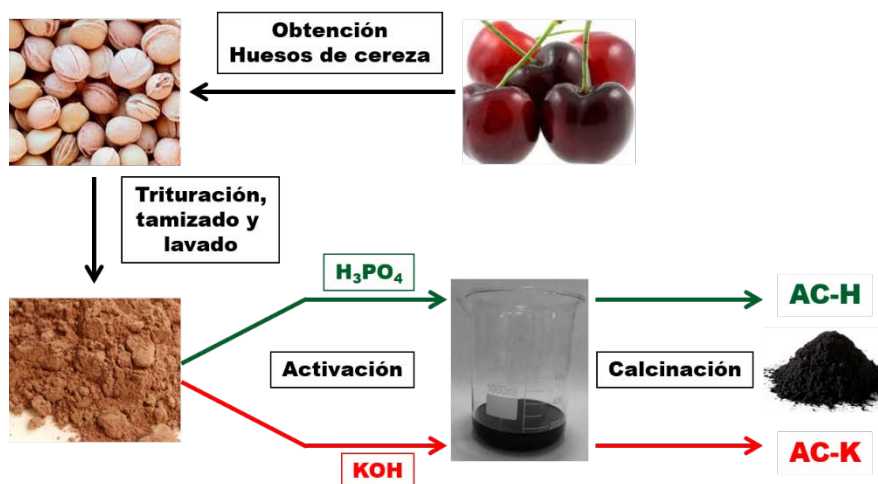 Obtención
Huesos de cereza
Trituración,
tamizado y
lavado
H₃PO₄
AC-H
Activación
Calcinación
KOH
AC-K